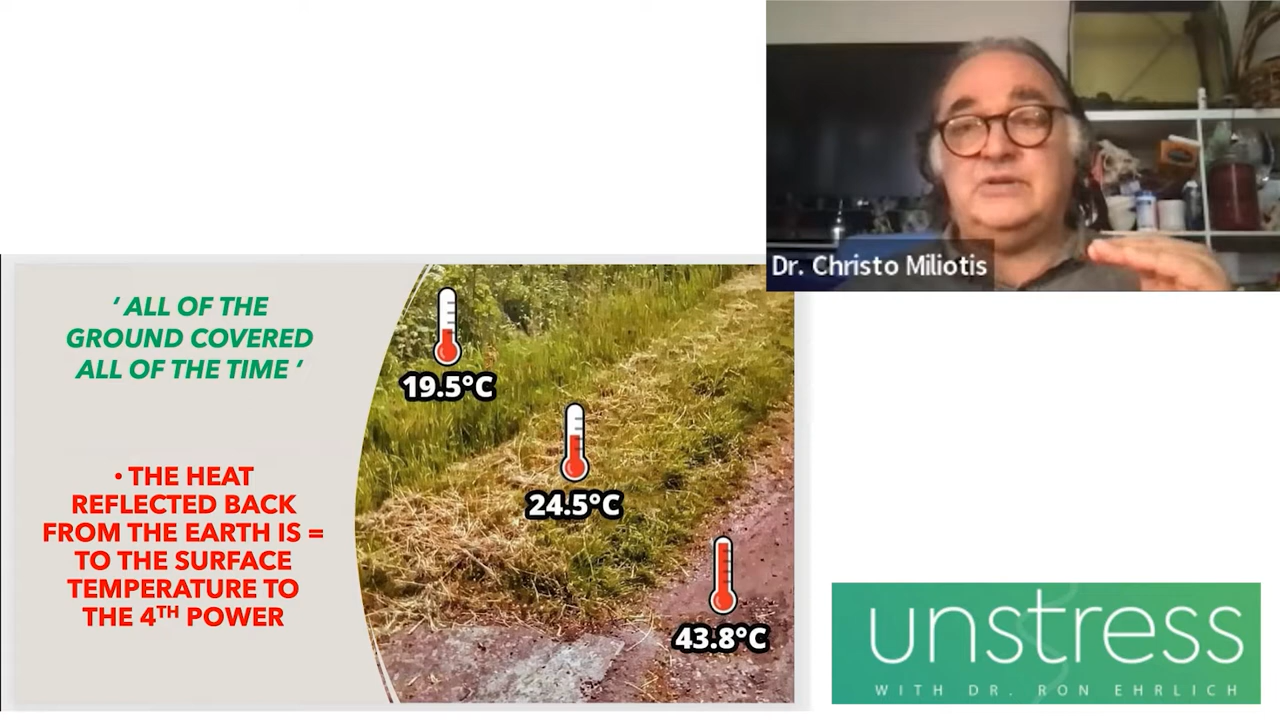 Dr. Christo Miliotis
‘ ALL OF THE
GROUND COVERED
ALL OF THE TIME ‘
• THE HEAT
REFLECTED BACK
FROM THE EARTH IS =
TO THE SURFACE
TEMPERATURE TO
THE 4TH POWER
19.5°C
24.5°C
43.8°C
unstress
WITH DR. RON EHRLICH